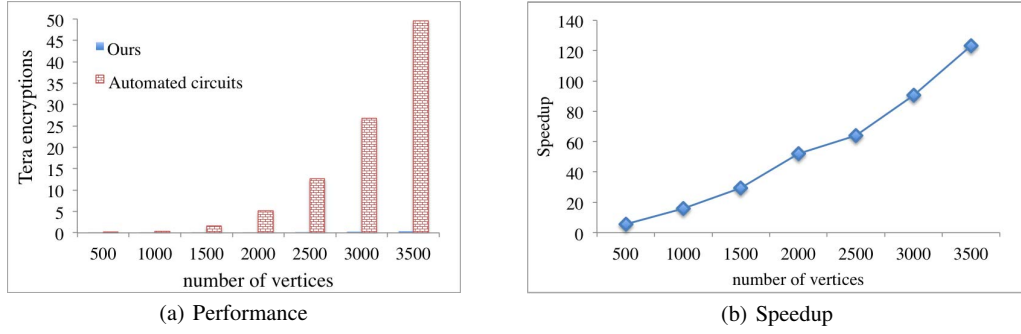 50
45
40
35
30
25
20
15
10
5
0
Tera encryptions
Ours
Automated circuits
500 1000 1500 2000 2500 3000 3500
number of vertices
(a) Performance
140
120
100
80
60
40
20
0
Speedup
500 1000 1500 2000 2500 3000 3500
number of vertices
(b) Speedup